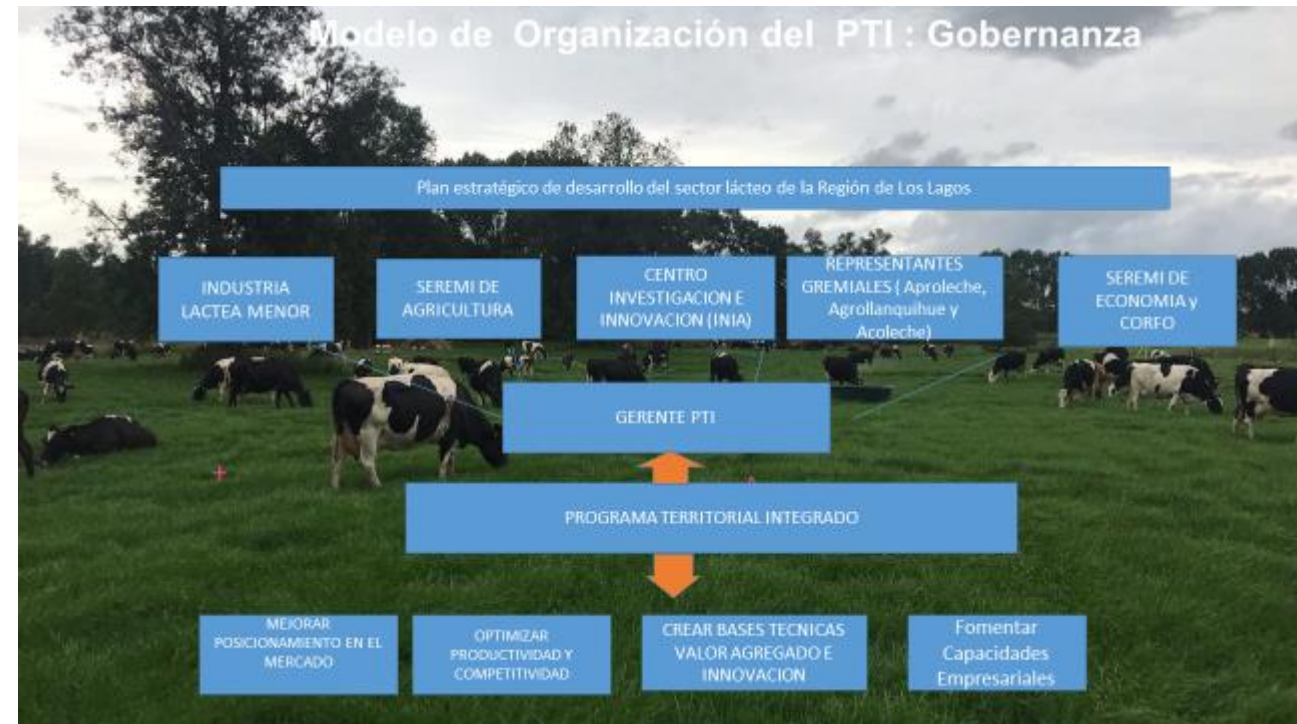 Modelo de Organización del PTI : Gobernanza
Plan estratégico de desarrollo del sector lácteo de la Región de Los Lagos
INDUSTRIA
LACTEA MENOR
SEREMI DE
AGRICULTURA
CENTRO
INVESTIGACION E
INNOVACION (INIA)
REPRESENTANTES
GREMIALES ( Aproleche,
Agrollanquihue y
Acoleche)
SEREMI DE
ECONOMIA y
CORFO
GERENTE PTI
PROGRAMA TERRITORIAL INTEGRADO
MEJORAR
POSICIONAMIENTO EN EL
MERCADO
OPTIMIZAR
PRODUCTIVIDAD Y
COMPETITIVIDAD
CREAR BASES TECNICAS
VALOR AGREGADO E
INNOVACION
Fomentar
Capacidades
Empresariales